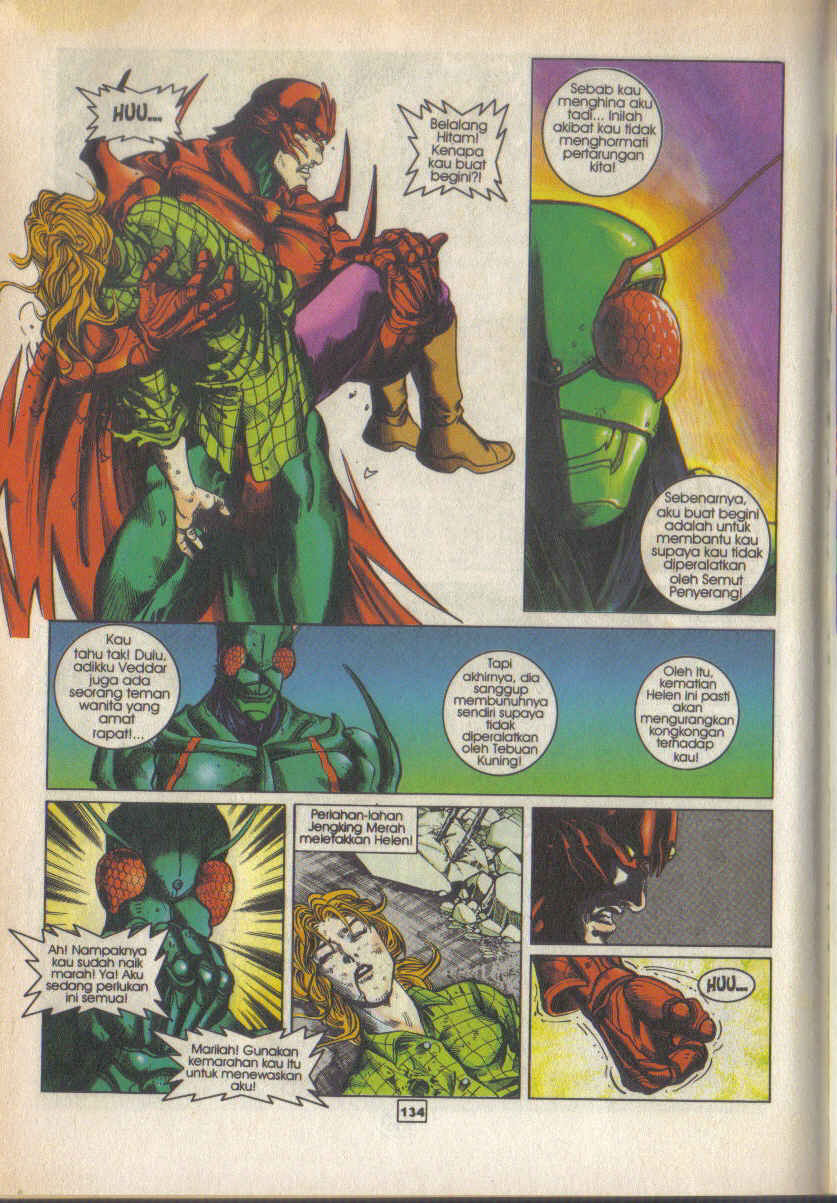 HUU...
Belalang
Hitam!
Kenapa
kau buat
begini?!
Sebab kau
menghina aku
tadi... Inilah
akibat kau tidak
menghormati
pertarungan
kita!
Sebenarnya,
aku buat begini
adalah untuk
membantu kau
supaya kau tidak
diperalatkan
oleh Semut
Penyerang!
Kau
tahu tak! Dulu,
adikku Veddar
juga ada
seorang teman
wanita yang
amat
rapat!...
Tapi
akhirnya, dia
sanggup
membunuhnya
sendiri supaya
tidak
diperalatkan
oleh Tebuan
Kuning!
Oleh itu,
kematian
Helen ini pasti
akan
mengurangkan
kongkongan
terhadap
kau!
Ah! Nampaknya
kau sudah naik
marah! Ya! Aku
sedang perlukan
ini semua!
Marilah! Gunakan
kemarahan kau itu
untuk menewaskan
aku!
Perlahan-lahan
Jengking Merah
meletakkan Helen!
HUU...
134